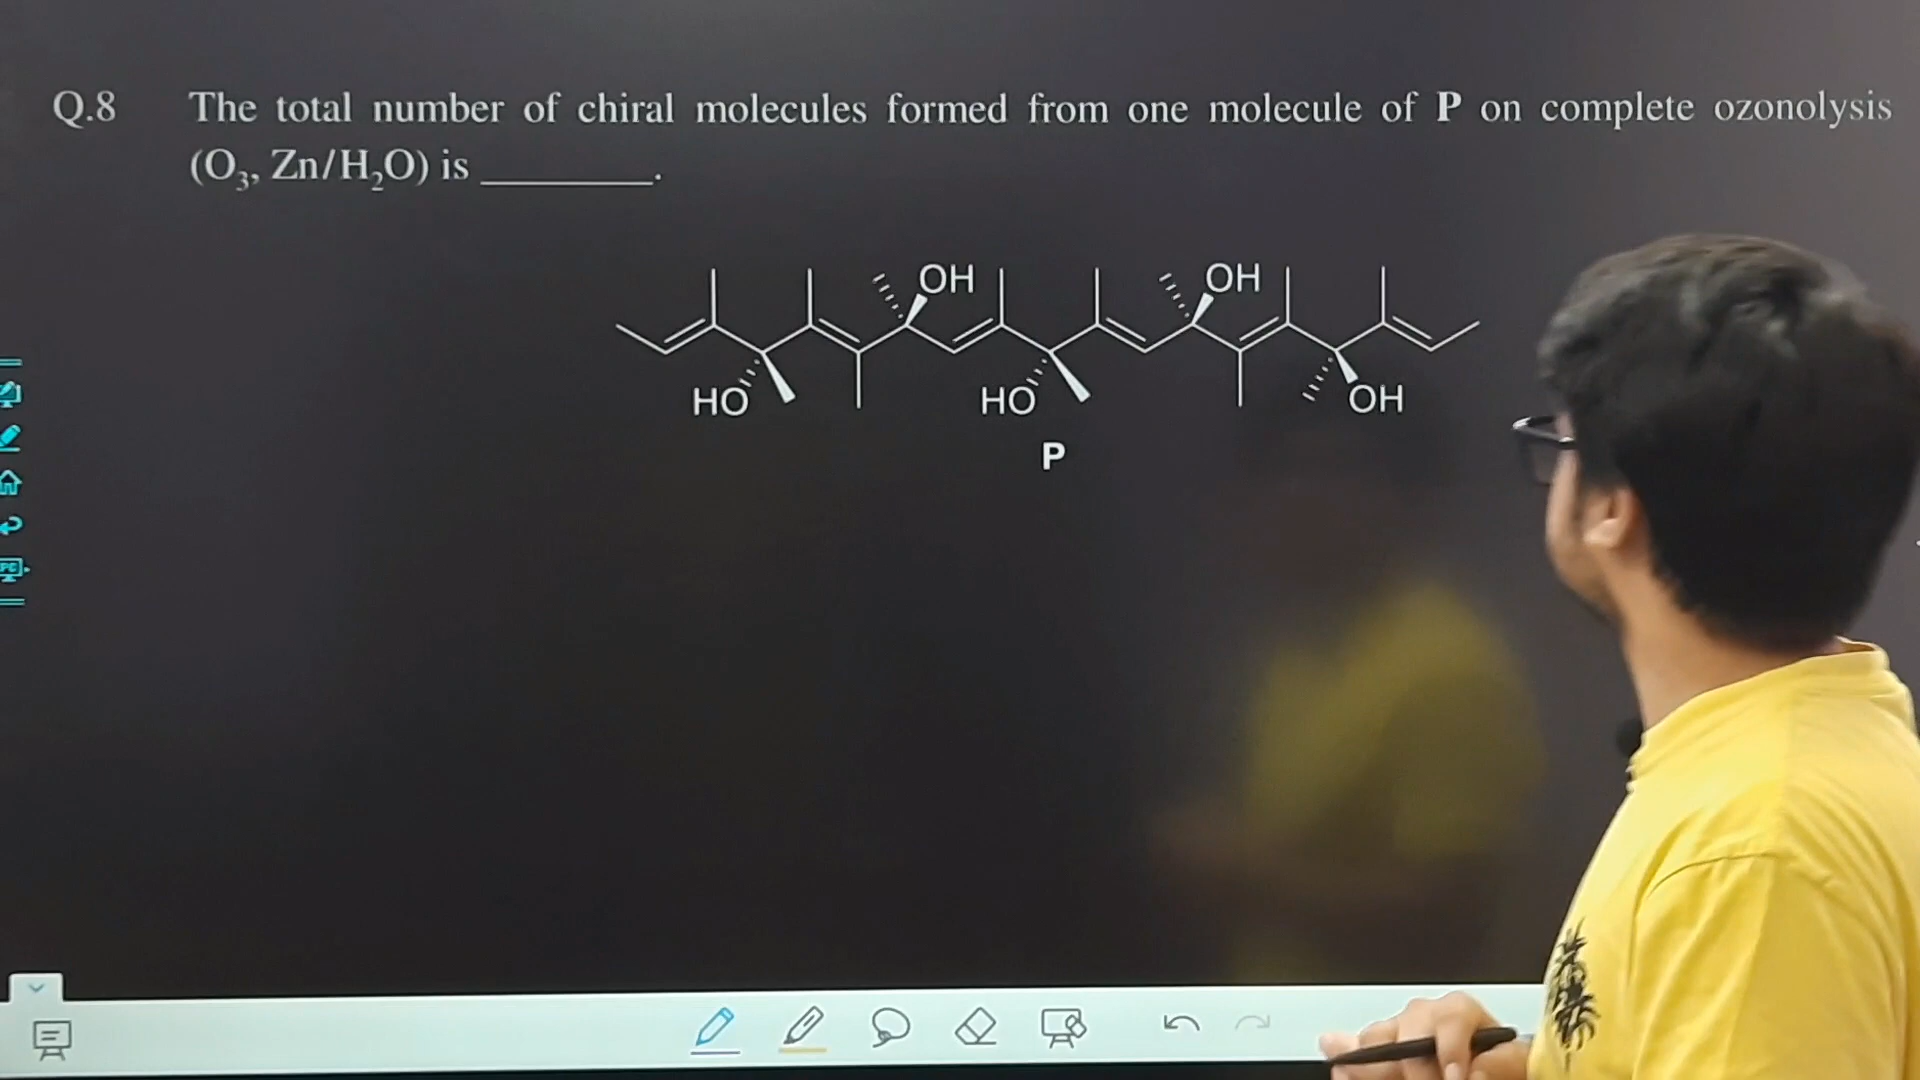 Q.8 The total number of chiral molecules formed from one molecule of P on complete ozonolysis
(O₃, Zn/H₂O) is ________.
OH OH
HO HO OH
P